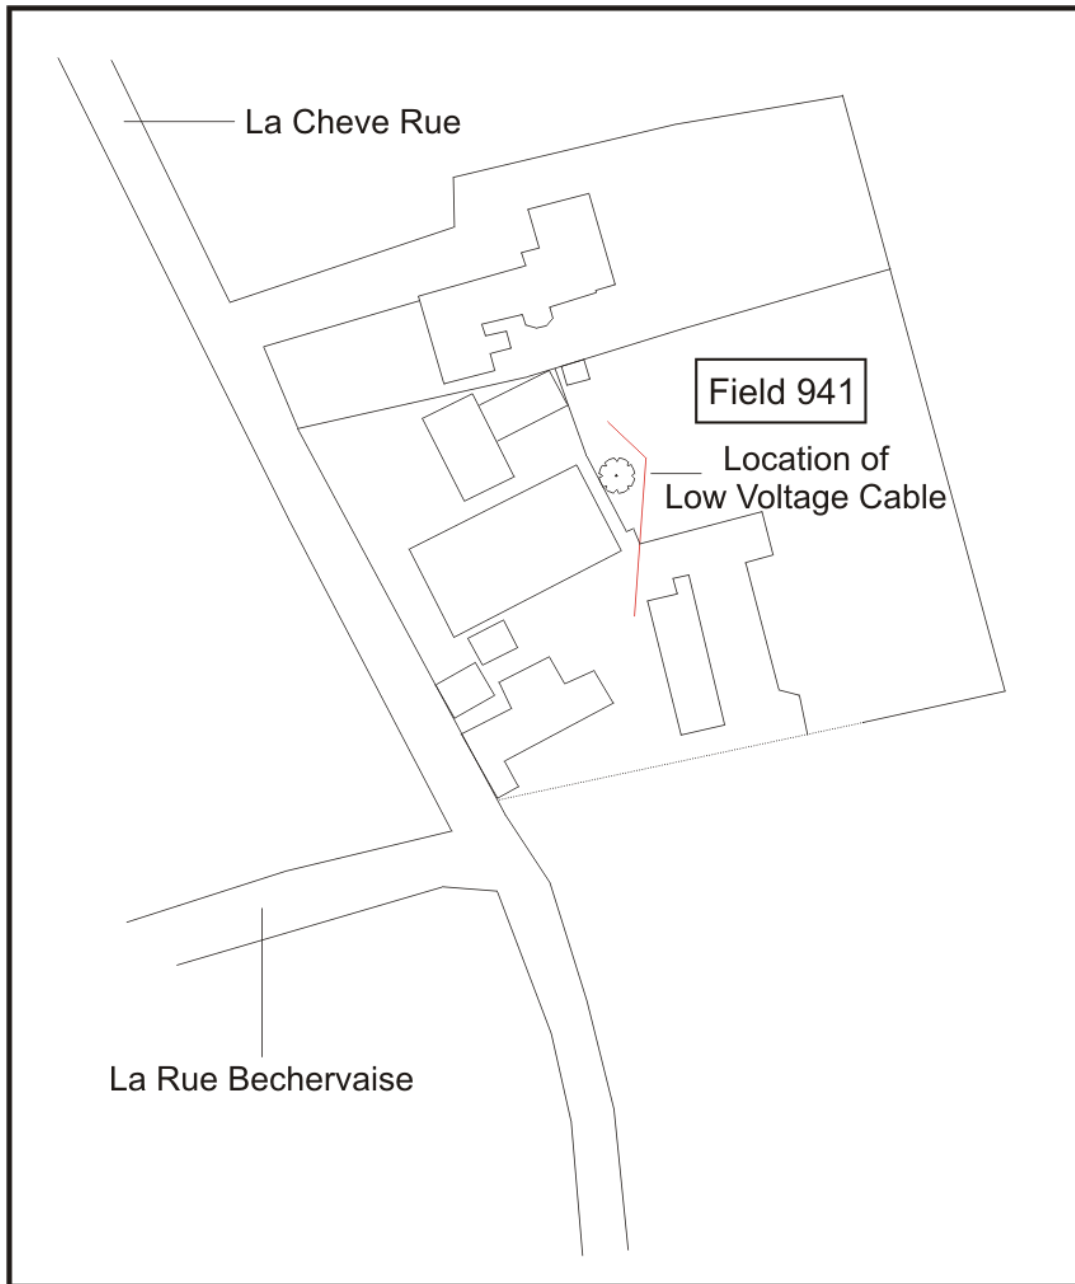 La Cheve Rue
Field 941
Location of
Low Voltage Cable
La Rue Bechervaise